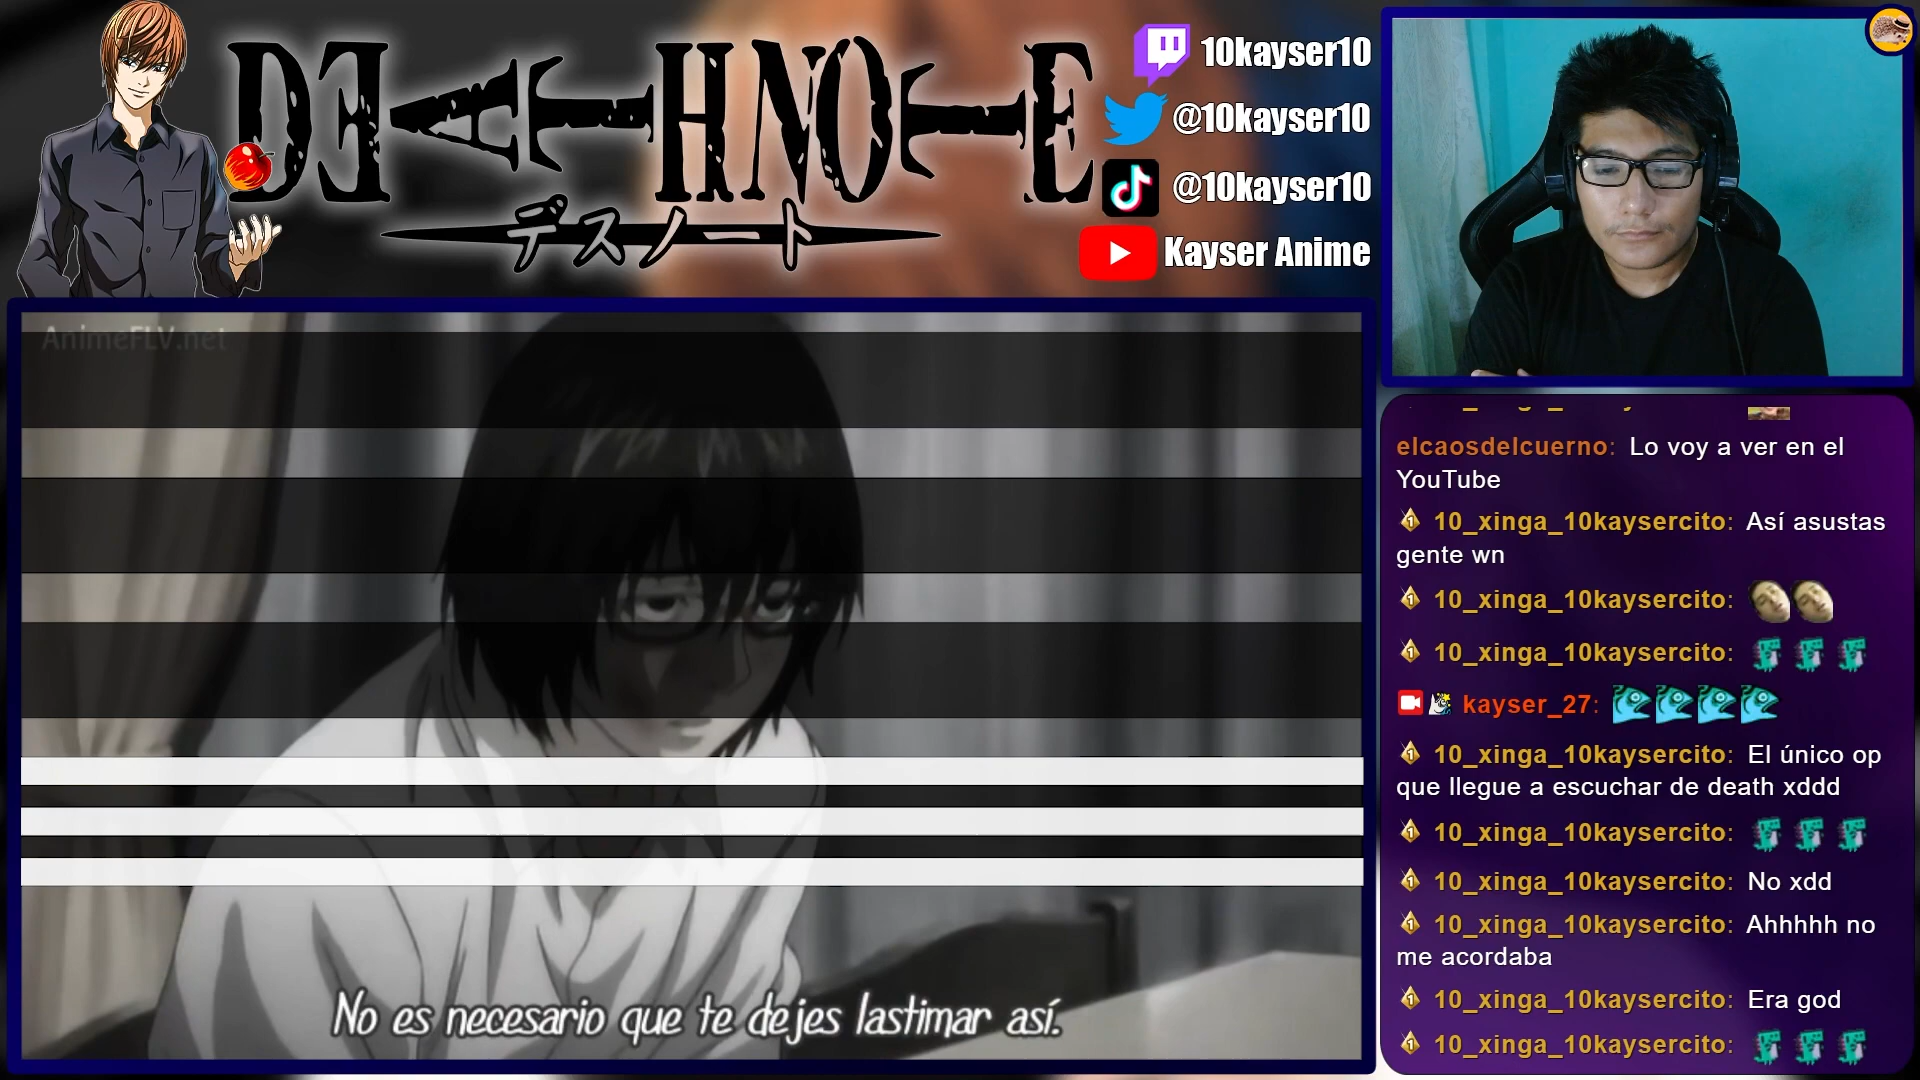 DEATH NOTE
デスノート
10kayser10
@10kayser10
@10kayser10
Kayser Anime
AnimeFLV.net
No es necesario que te dejes lastimar así.
elcaosdelcuerno: Lo voy a ver en el
YouTube
10_xinga_10kaysercito: Así asustas
gente wn
10_xinga_10kaysercito:
10_xinga_10kaysercito:
kayser_27:
10_xinga_10kaysercito: El único op
que llegue a escuchar de death xddd
10_xinga_10kaysercito:
10_xinga_10kaysercito: No xdd
10_xinga_10kaysercito: Ahhhhh no
me acordaba
10_xinga_10kaysercito: Era god
10_xinga_10kaysercito: